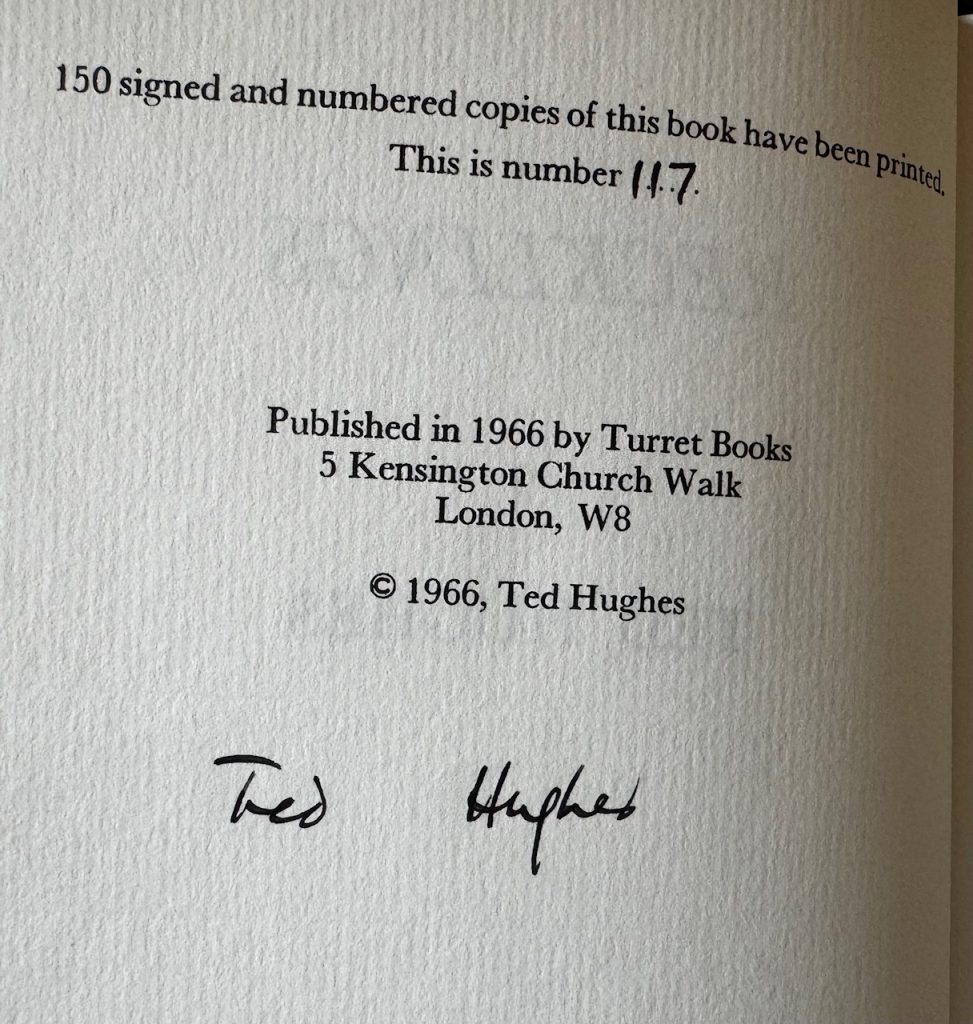 150 signed and numbered copies of this book have been printed.
This is number 117.
Published in 1966 by Turret Books
5 Kensington Church Walk
London, W8
© 1966, Ted Hughes
Ted Hughes